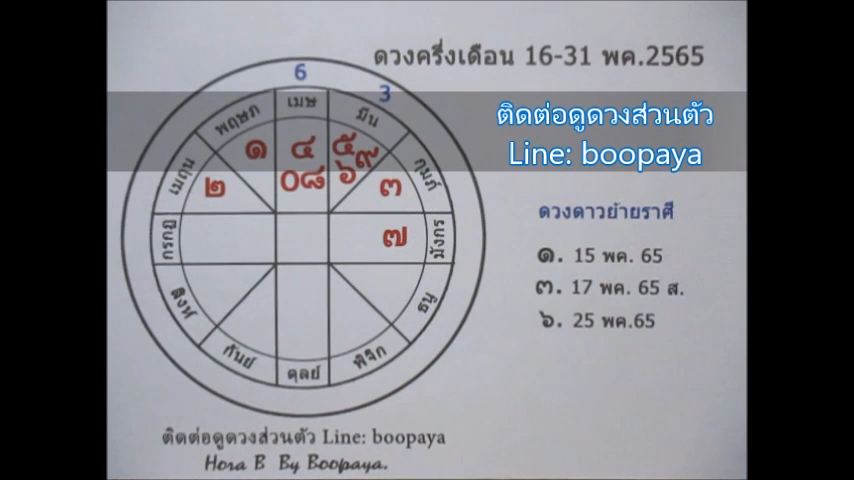 ดวงครึ่งเดือน 16-31 พค.2565
ติดต่อดูดวงส่วนตัว
Line: boopaya
6
3
เมษ
พฤษภ
มีน
เมถุน
กุมภ์
๑
๔
๕
๙
๐๘
๖
๒
๓
๗
กรกฎ
มังกร
สิงห์
ธนู
กันย์
ตุลย์
พิจิก
ดวงดาวย้ายราศี
๑. 15 พค. 65
๓. 17 พค. 65 ส.
๖. 25 พค.65
ติดต่อดูดวงส่วนตัว Line: boopaya
Hora B By Boopaya.